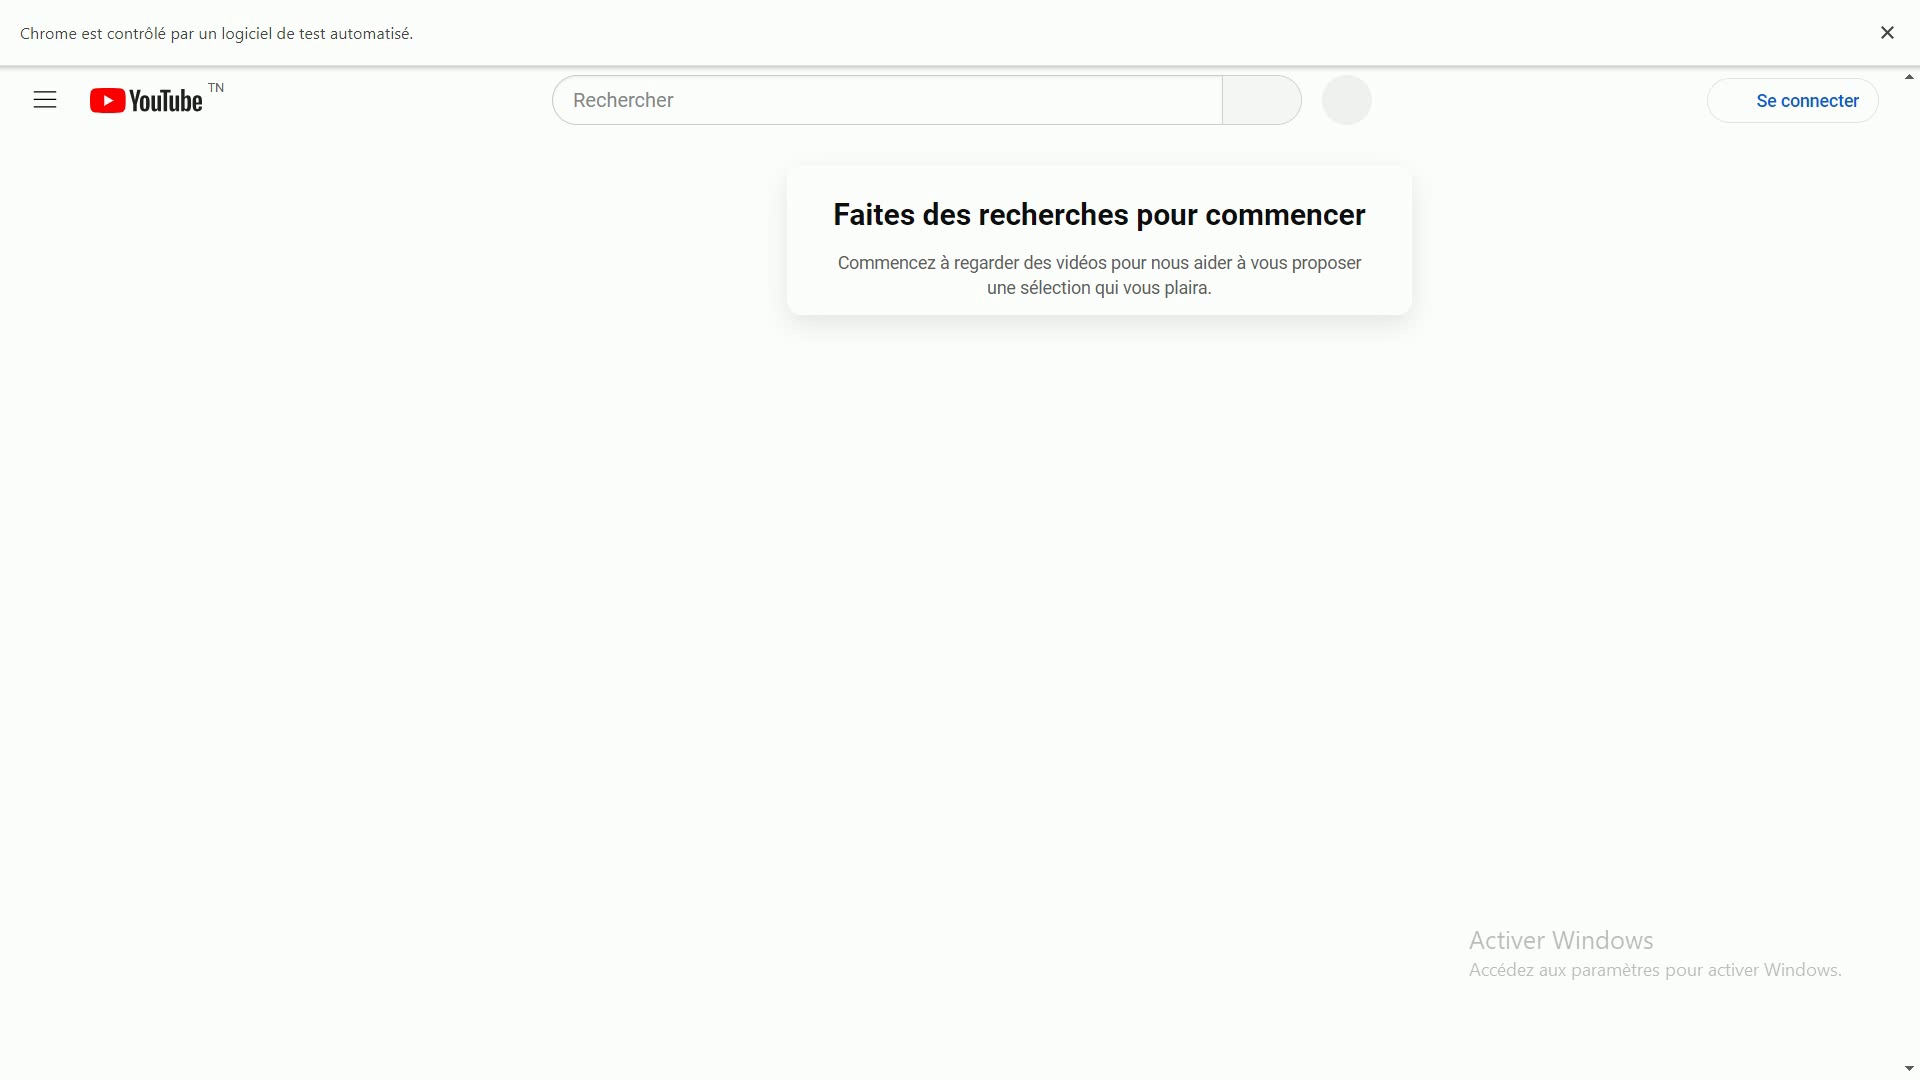 Chrome est contrôlé par un logiciel de test automatisé.
YouTube TN
Rechercher
Se connecter
Faites des recherches pour commencer
Commencez à regarder des vidéos pour nous aider à vous proposer
une sélection qui vous plaira.
Activer Windows
Accédez aux paramètres pour activer Windows.